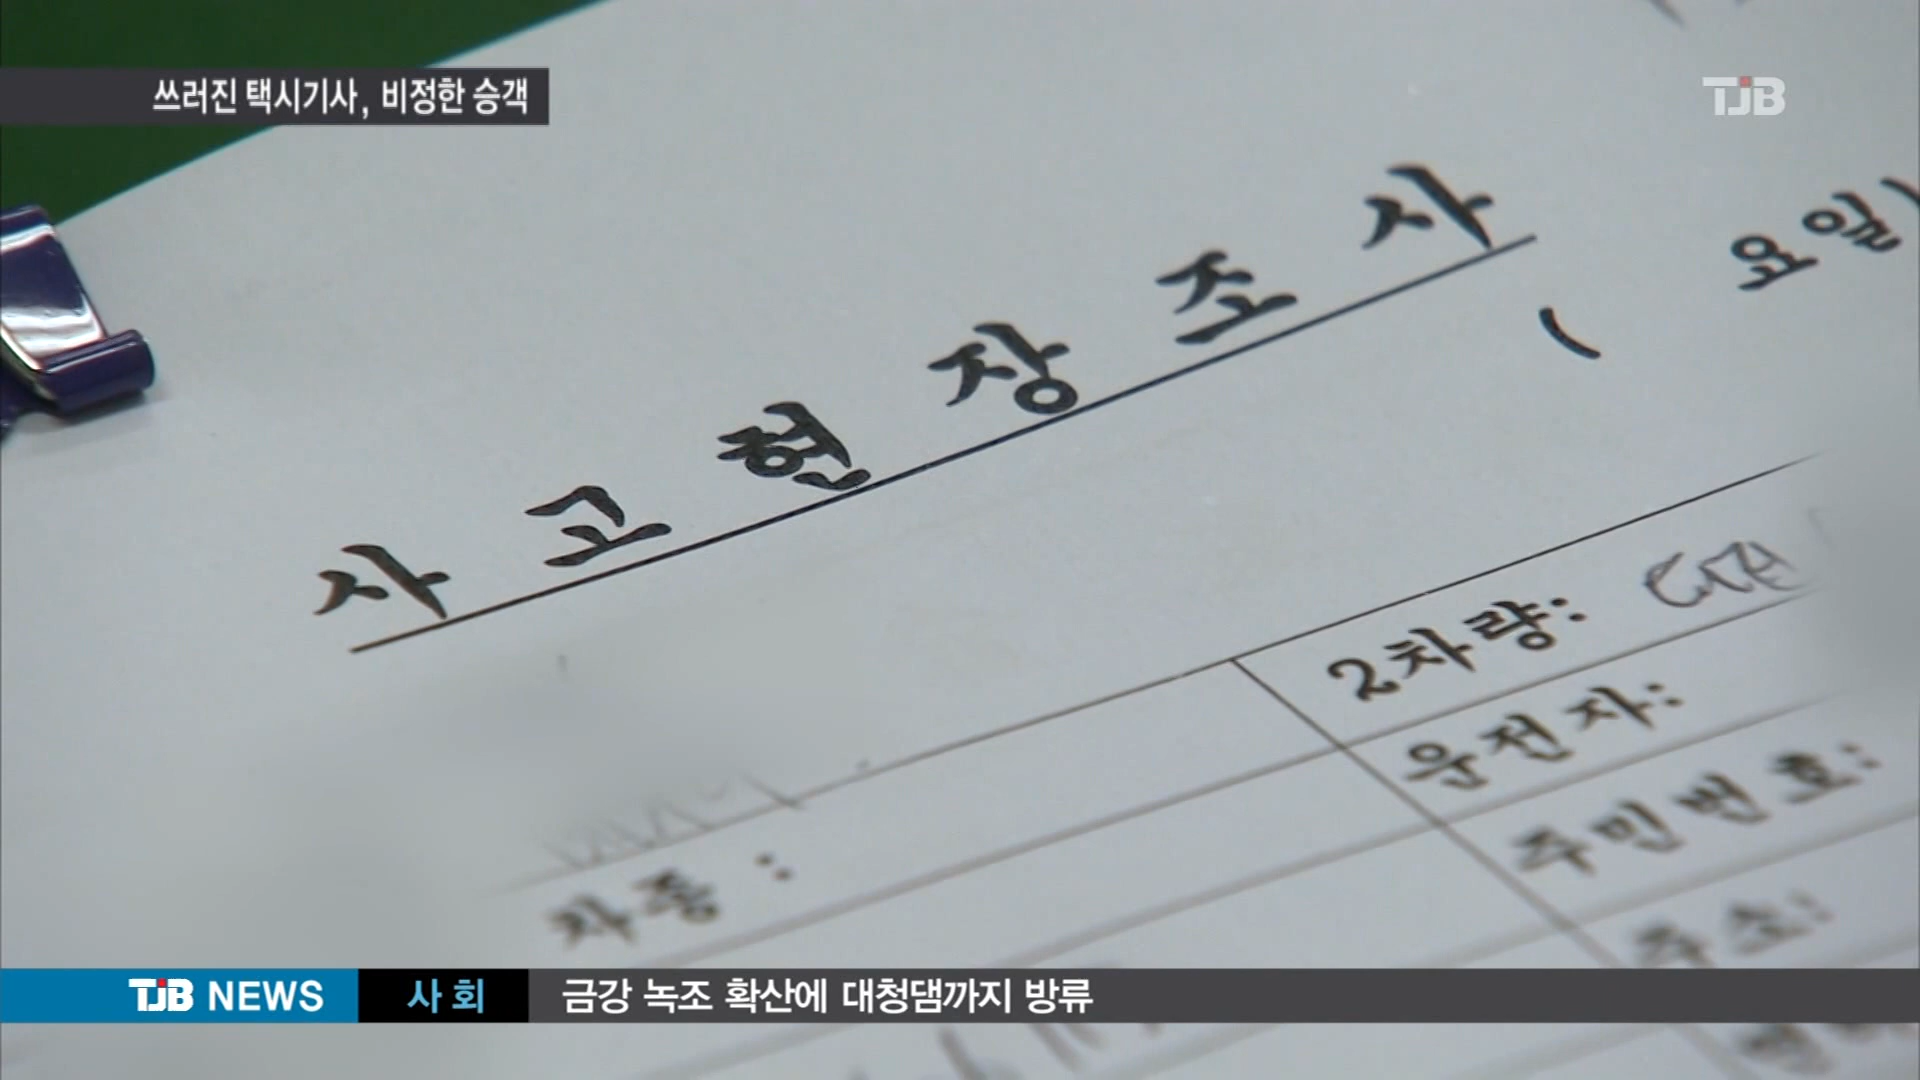 쓰러진 택시기사, 비정한 승객
TJB
사고현장조사
( 요일)
2차량:
운전자:
주민번호:
차종 :
주소:
TJB NEWS 사회 금강 녹조 확산에 대청댐까지 방류